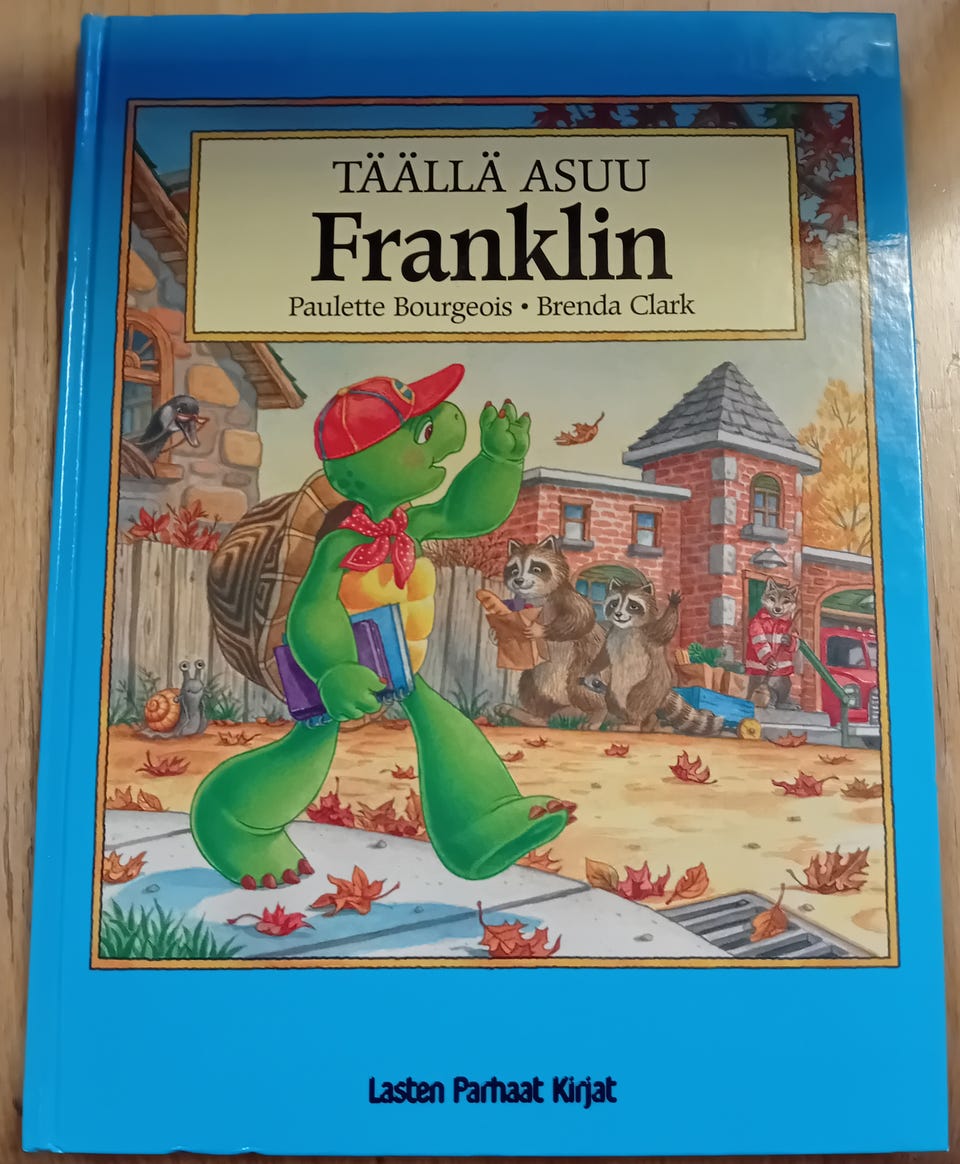 TÄÄLLÄ ASUU
Franklin
Paulette Bourgeois • Brenda Clark
Lasten Parhaat Kirjat